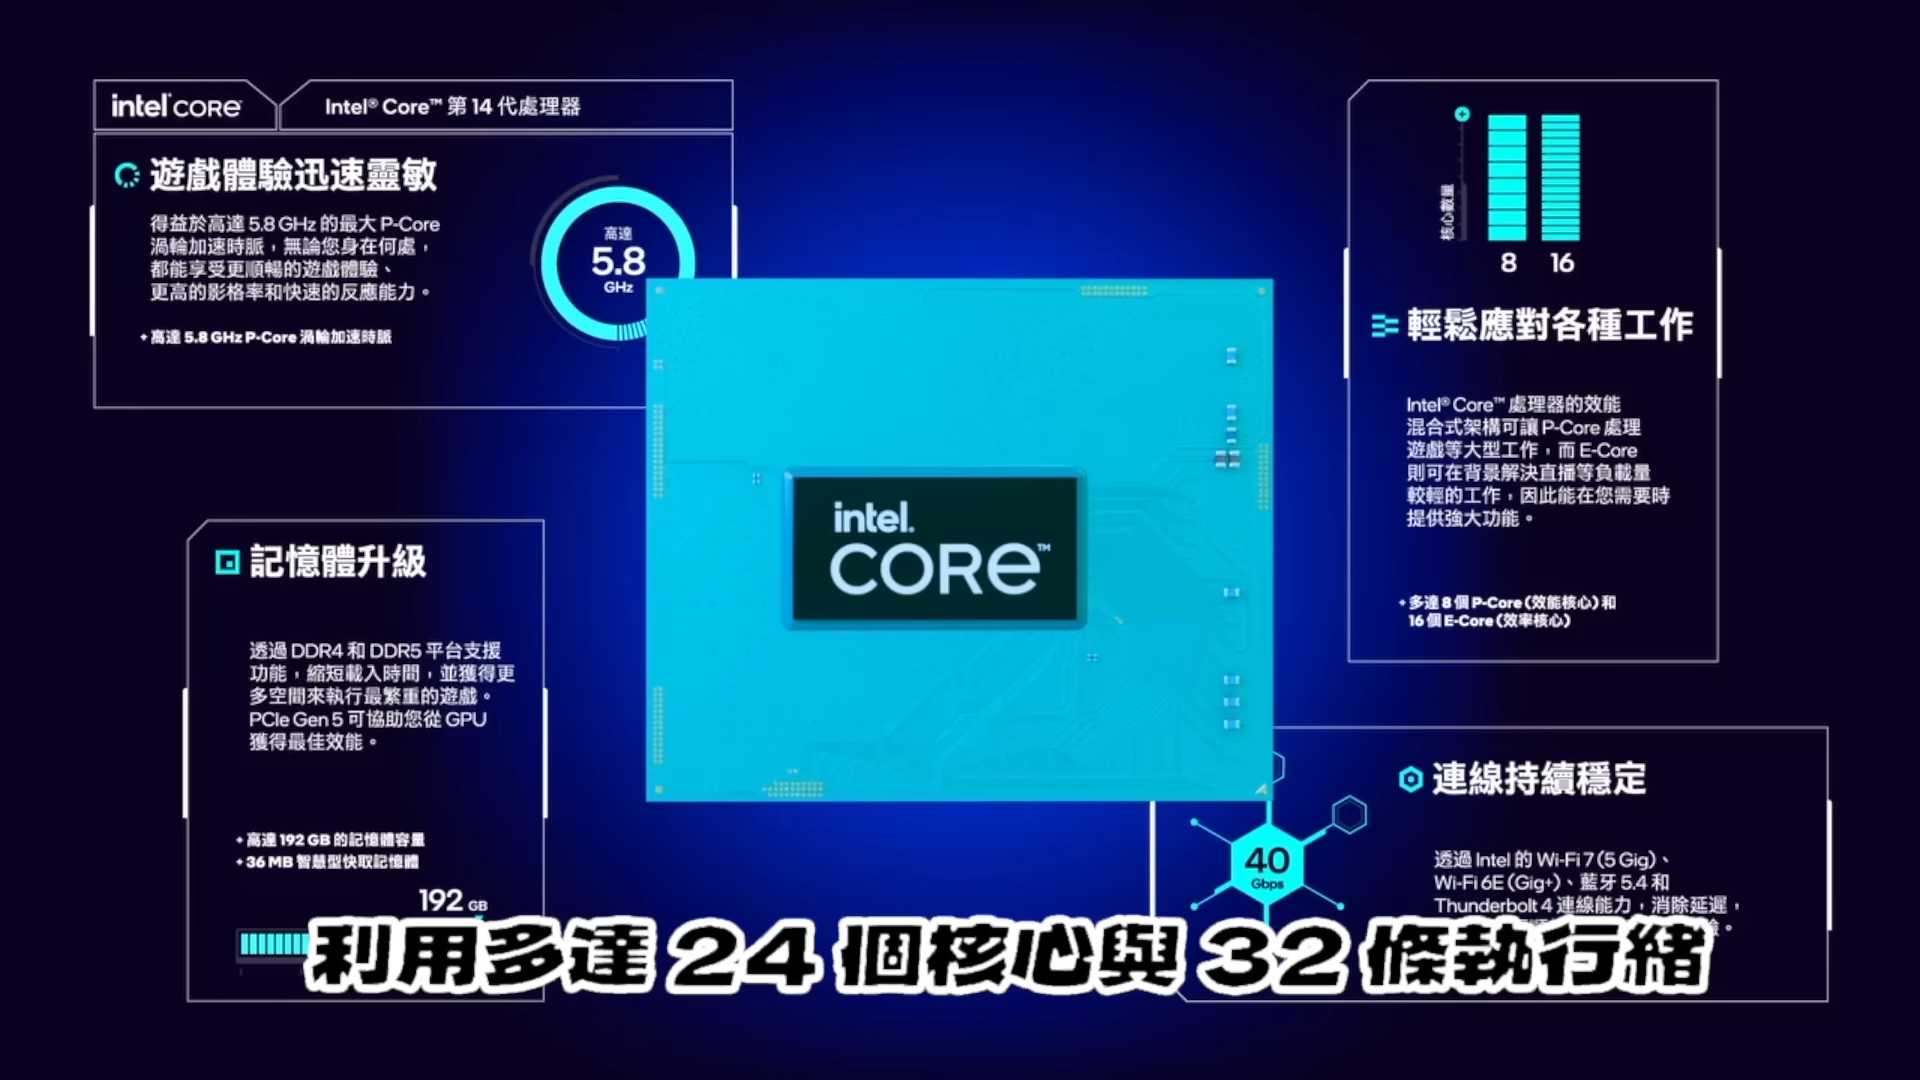 intel CORE
Intel® Core™ 第 14 代處理器
遊戲體驗迅速靈敏
得益於高達 5.8 GHz 的最大 P-Core
渦輪加速時脈，無論您身在何處，
都能享受更順暢的遊戲體驗、
更高的影格率和快速的反應能力。
+ 高達 5.8 GHz P-Core 渦輪加速時脈
高達
5.8
GHz
核心數量
8 16
輕鬆應對各種工作
Intel® Core™ 處理器的效能
混合式架構可讓 P-Core 處理
遊戲等大型工作，而 E-Core
則可在背景解決直播等負載量
較輕的工作，因此能在您需要時
提供強大功能。
+ 多達 8 個 P-Core（效能核心）和
16 個 E-Core（效率核心）
intel.
CORE™
記憶體升級
透過 DDR4 和 DDR5 平台支援
功能，縮短載入時間，並獲得更
多空間來執行最繁重的遊戲。
PCIe Gen 5 可協助您從 GPU
獲得最佳效能。
+ 高達 192 GB 的記憶體容量
+ 36 MB 智慧型快取記憶體
192 GB
連線持續穩定
40
Gbps
透過 Intel 的 Wi-Fi 7 (5 Gig)、
Wi-Fi 6E (Gig+)、藍牙 5.4 和
Thunderbolt 4 連線能力，消除延遲，
利用多達 24 個核心與 32 條執行緒